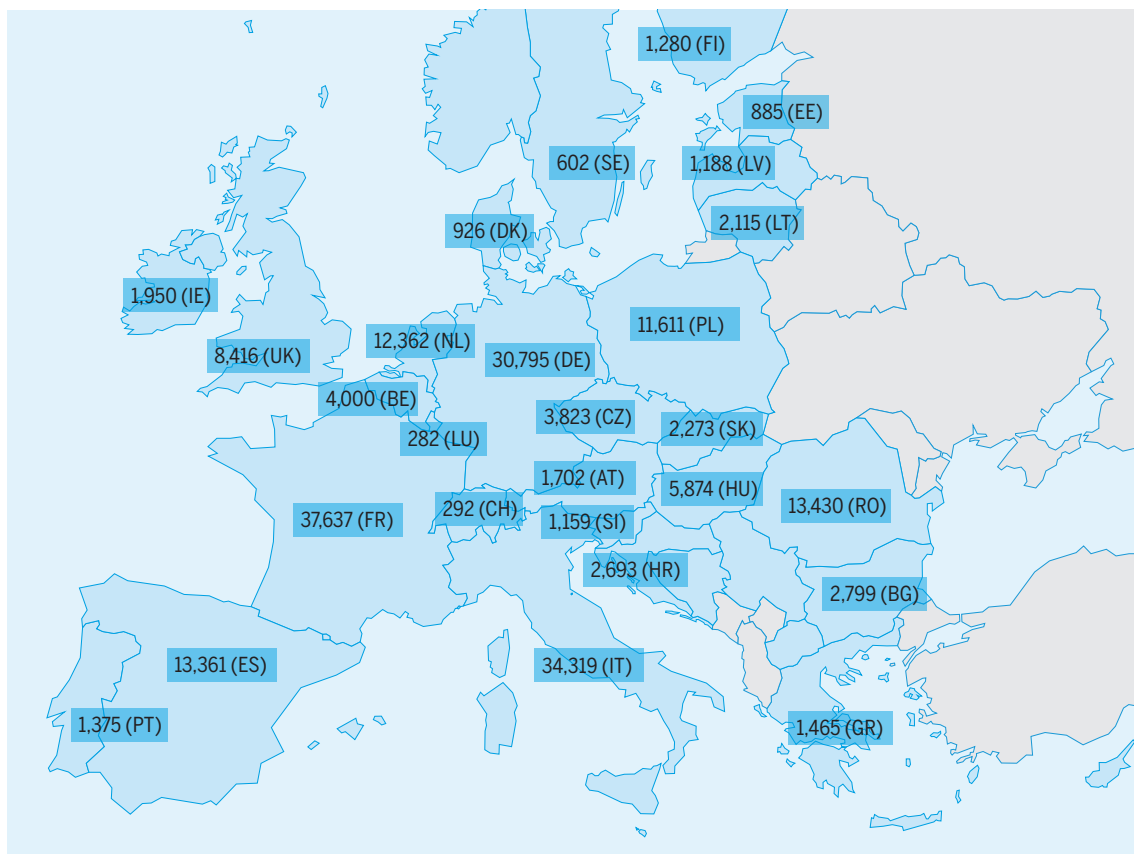 1,280 (FI)
885 (EE)
602 (SE)
1,188 (LV)
2,115 (LT)
926 (DK)
1,950 (IE)
11,611 (PL)
12,362 (NL)
8,416 (UK)
30,795 (DE)
4,000 (BE)
3,823 (CZ)
2,273 (SK)
282 (LU)
1,702 (AT)
5,874 (HU)
13,430 (RO)
292 (CH)
37,637 (FR)
1,159 (SI)
2,693 (HR)
2,799 (BG)
13,361 (ES)
34,319 (IT)
1,375 (PT)
1,465 (GR)